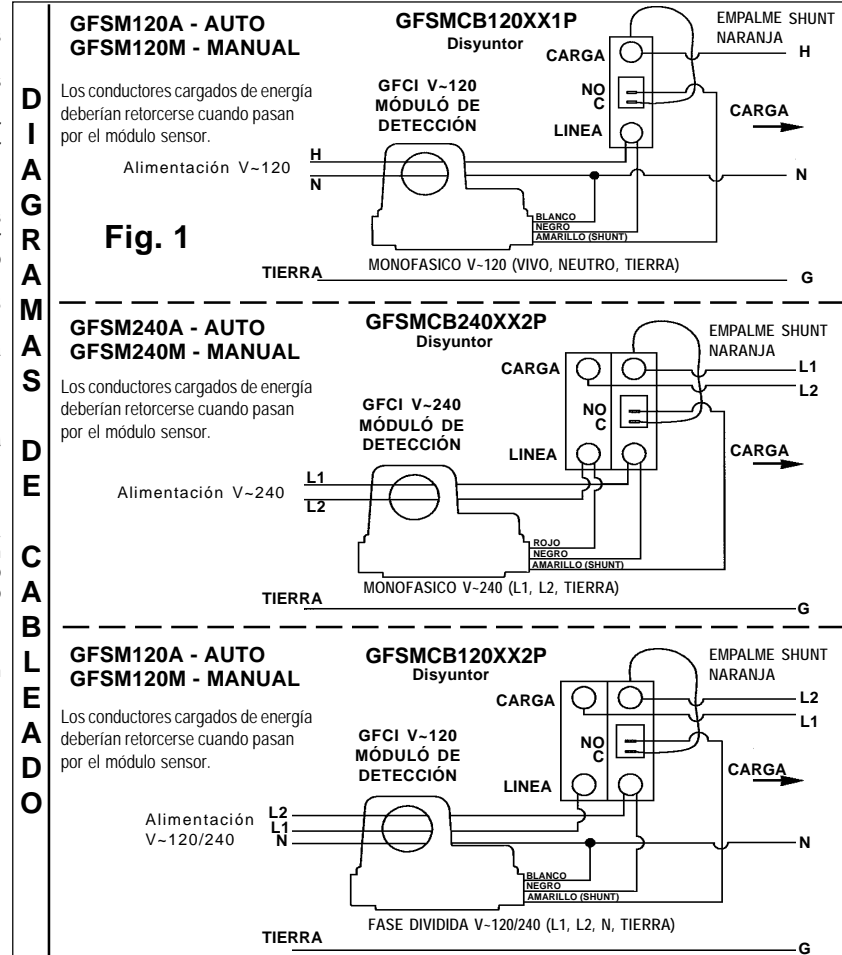 DIAGRAMAS DE CABLEADO
GFSM120A - AUTO
GFSM120M - MANUAL
Los conductores cargados de energía
deberían retorcerse cuando pasan
por el módulo sensor.
Alimentación V~120
H
N
Fig. 1
GFSMCB120XX1P
Disyuntor
GFCI V~120
MÓDULÓ DE
DETECCIÓN
CARGA
NO
C
LINEA
EMPALME SHUNT
NARANJA
H
CARGA
N
BLANCO
NEGRO
AMARILLO (SHUNT)
MONOFASICO V~120 (VIVO, NEUTRO, TIERRA)
TIERRA
G
GFSM240A - AUTO
GFSM240M - MANUAL
Los conductores cargados de energía
deberían retorcerse cuando pasan
por el módulo sensor.
Alimentación V~240
L1
L2
GFSMCB240XX2P
Disyuntor
GFCI V~240
MÓDULÓ DE
DETECCIÓN
CARGA
NO
C
LINEA
EMPALME SHUNT
NARANJA
L1
L2
CARGA
ROJO
NEGRO
AMARILLO (SHUNT)
MONOFASICO V~240 (L1, L2, TIERRA)
TIERRA
G
GFSM120A - AUTO
GFSM120M - MANUAL
Los conductores cargados de energía
deberían retorcerse cuando pasan
por el módulo sensor.
Alimentación
V~120/240
L2
L1
N
GFSMCB120XX2P
Disyuntor
GFCI V~120
MÓDULÓ DE
DETECCIÓN
CARGA
NO
C
LINEA
EMPALME SHUNT
NARANJA
L2
L1
CARGA
N
BLANCO
NEGRO
AMARILLO (SHUNT)
FASE DIVIDIDA V~120/240 (L1, L2, N, TIERRA)
TIERRA
G